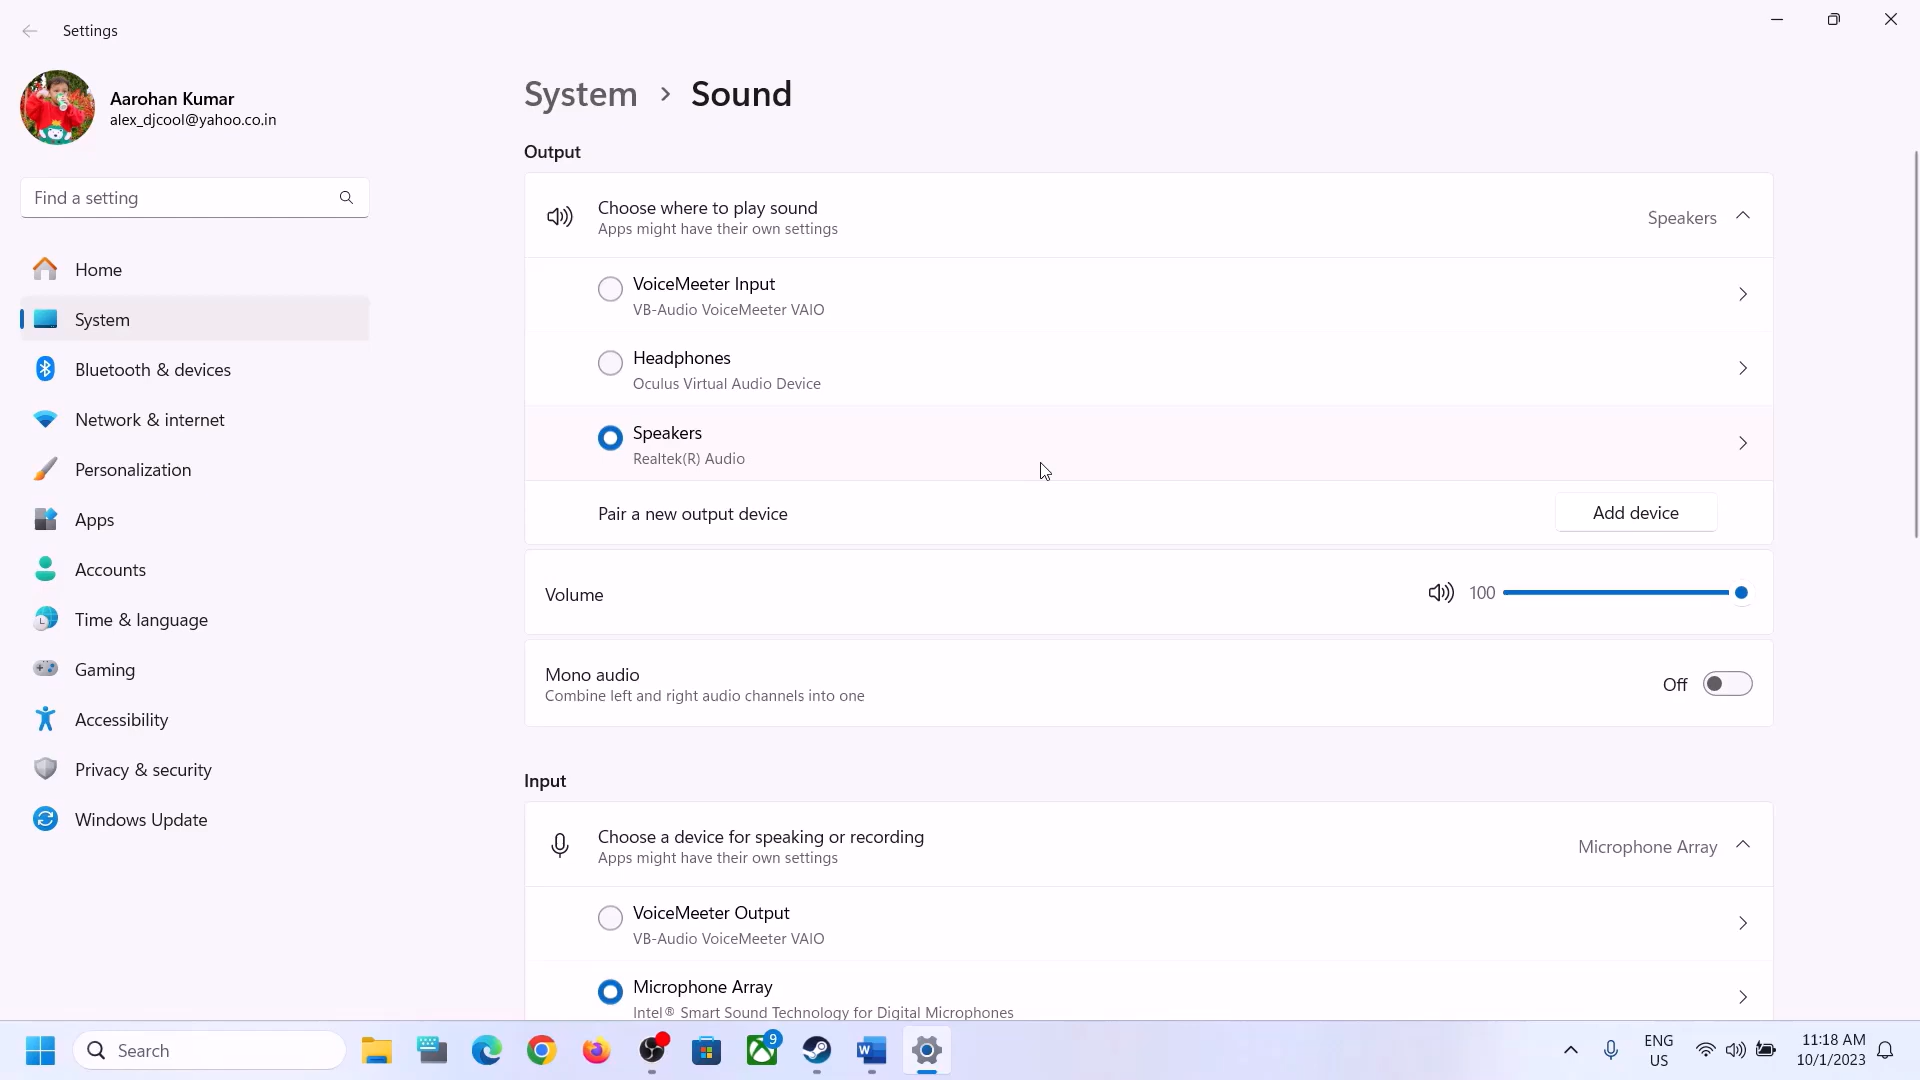 Settings
Aarohan Kumar
alex_djcool@yahoo.co.in
Find a setting
Home
System
Bluetooth & devices
Network & internet
Personalization
Apps
Accounts
Time & language
Gaming
Accessibility
Privacy & security
Windows Update
System > Sound
Output
Choose where to play sound
Apps might have their own settings
Speakers
VoiceMeeter Input
VB-Audio VoiceMeeter VAIO
Headphones
Oculus Virtual Audio Device
Speakers
Realtek(R) Audio
Pair a new output device
Add device
Volume
100
Mono audio
Combine left and right audio channels into one
Off
Input
Choose a device for speaking or recording
Apps might have their own settings
Microphone Array
VoiceMeeter Output
VB-Audio VoiceMeeter VAIO
Microphone Array
Intel® Smart Sound Technology for Digital Microphones
Search
9
ENG
US
11:18 AM
10/1/2023